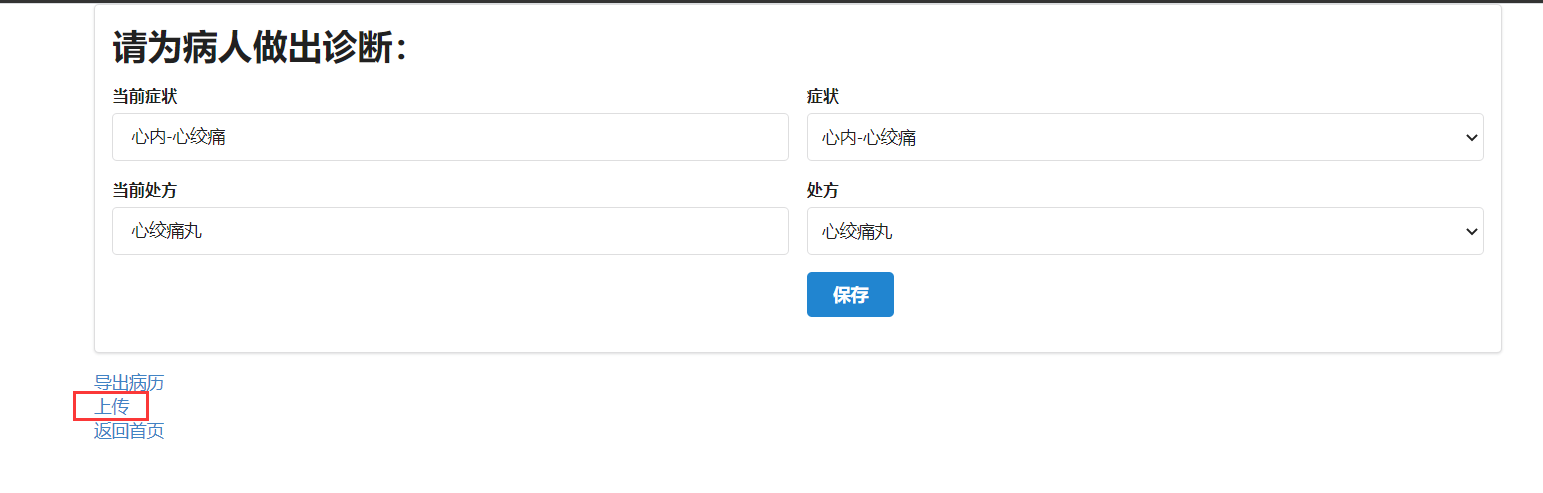 请为病人做出诊断：
当前症状
症状
心内-心绞痛
心内-心绞痛
当前处方
处方
心绞痛丸
心绞痛丸
保存
导出病历
上传
返回首页